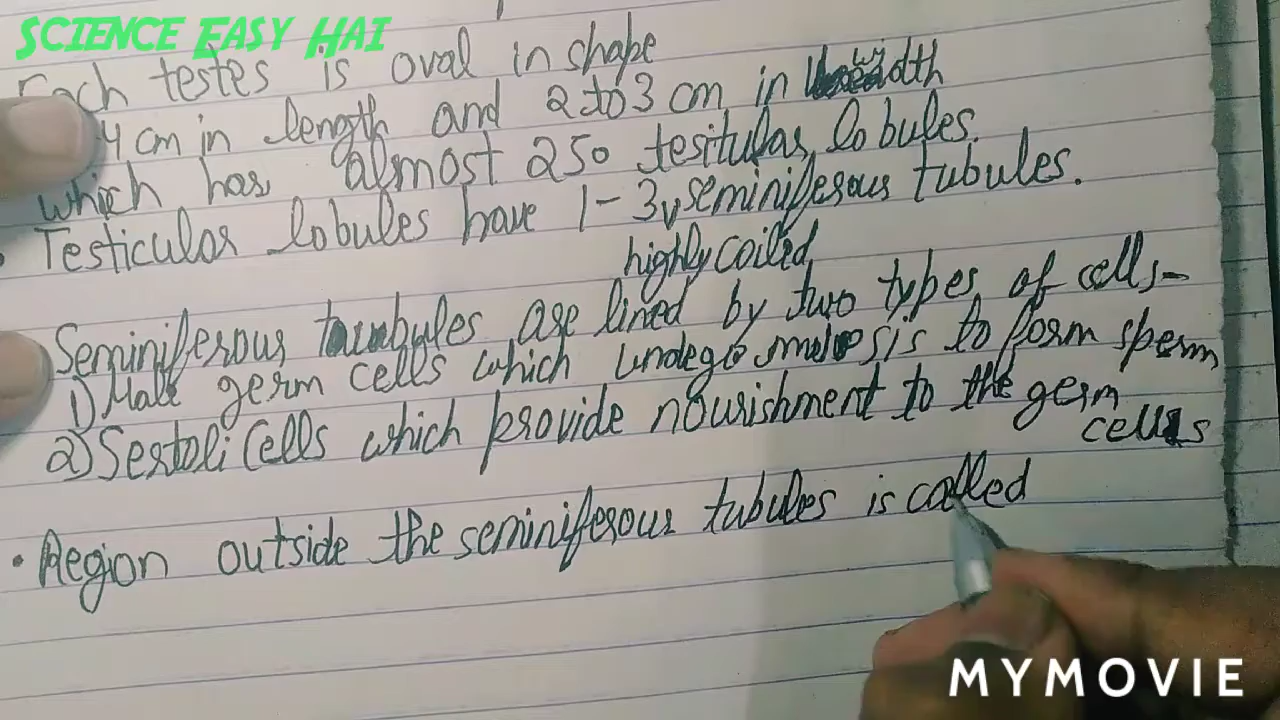 SCIENCE EASY HAI
Each testes is oval in shape
4 cm in length and 2 to 3 cm in width
which has almost 250 tesitular lobules.
Testicular lobules have 1-3 seminiferous tubules.
highly coiled
Seminiferous tubules are lined by two types of cells-
1) Male germ cells which undego meiosis to form sperm
2) Sertoli Cells which provide nourishment to the germ
cells
• Region outside the seminiferous tubules is called
MYMOVIE